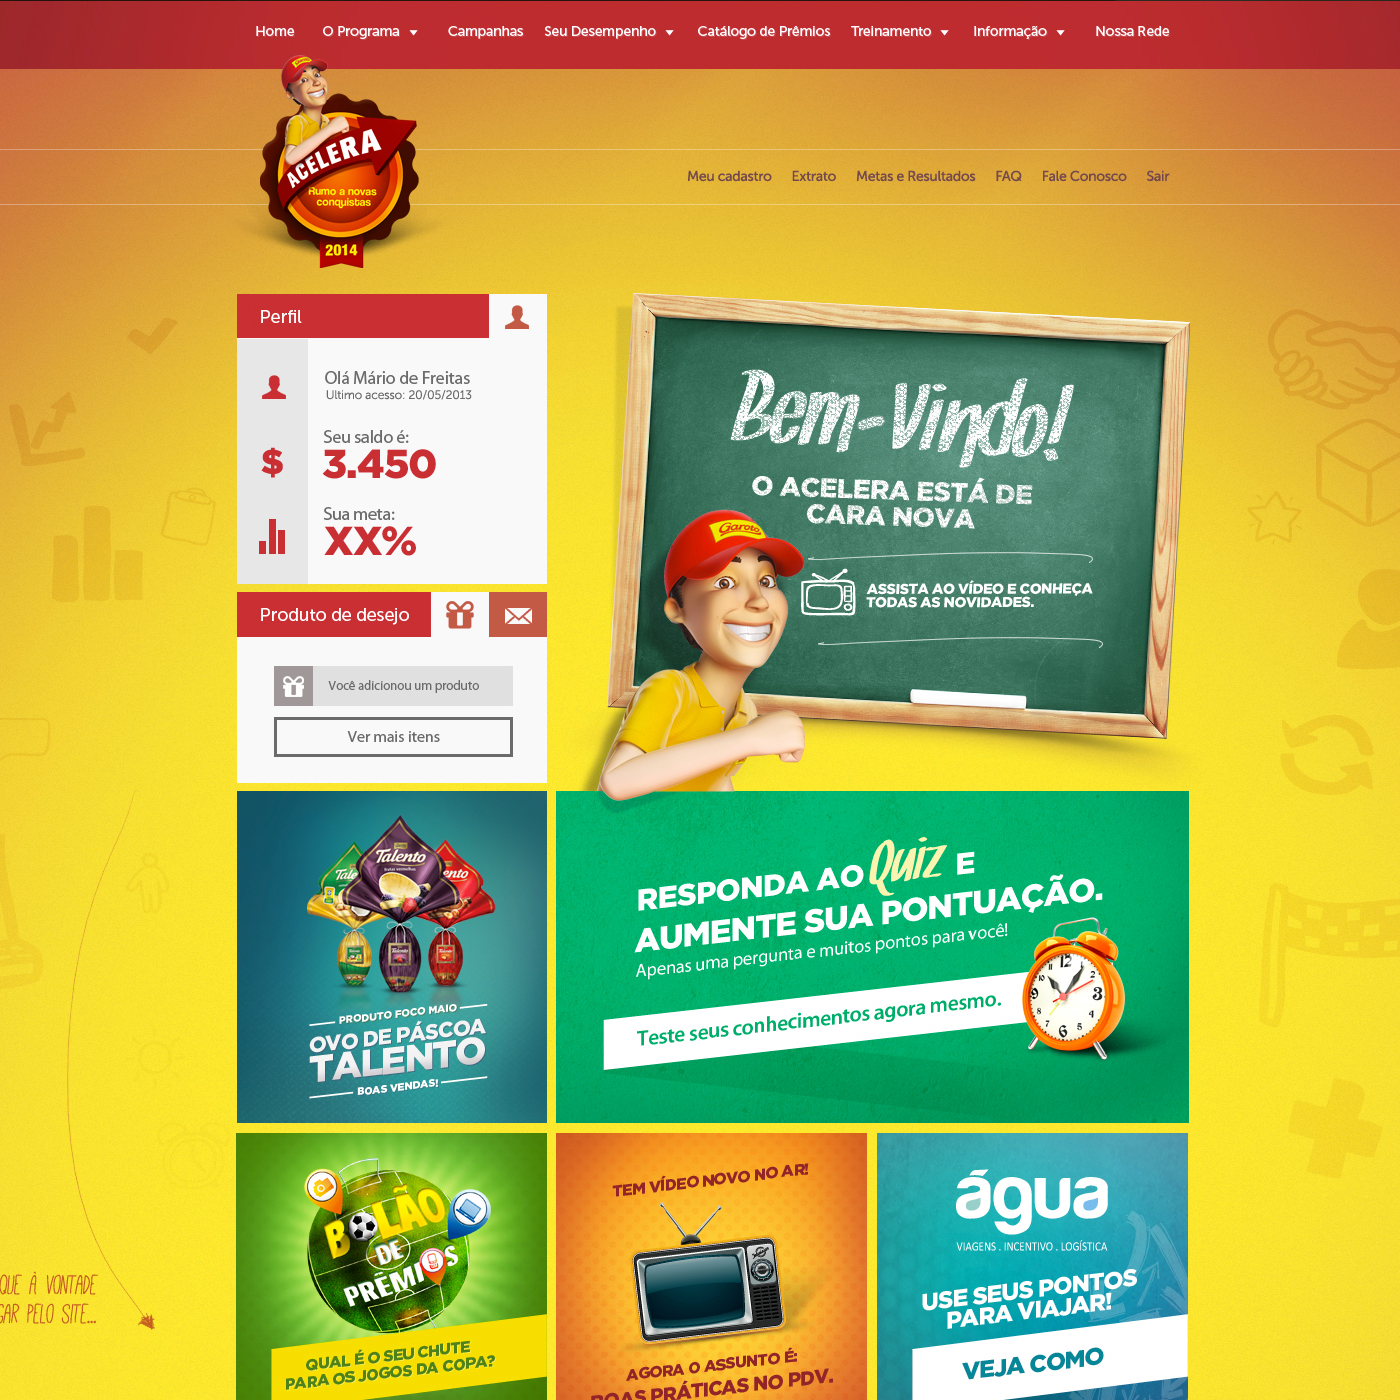 Home O Programa Campanhas Seu Desempenho Catálogo de Prêmios Treinamento Informação Nossa Rede
Garoto
ACELERA
Rumo a novas
conquistas
2014
Meu cadastro Extrato Metas e Resultados FAQ Fale Conosco Sair
Perfil
Olá Mário de Freitas
Ultimo acesso: 20/05/2013
$
Seu saldo é:
3.450
Sua meta:
XX%
Produto de desejo
Você adicionou um produto
Ver mais itens
Bem-Vindo!
O ACELERA ESTÁ DE
CARA NOVA
Garoto
ASSISTA AO VÍDEO E CONHEÇA
TODAS AS NOVIDADES.
Talento
PRODUTO FOCO MAIO
OVO DE PÁSCOA
TALENTO
BOAS VENDAS!
RESPONDA AO Quiz E
AUMENTE SUA PONTUAÇÃO.
Apenas uma pergunta e muitos pontos para você!
Teste seus conhecimentos agora mesmo.
12
3
6
9
QUE À VONTADE
GAR PELO SITE...
BOLÃO
DE
PRÊMIOS
QUAL É O SEU CHUTE
PARA OS JOGOS DA COPA?
TEM VÍDEO NOVO NO AR!
AGORA O ASSUNTO É:
BOAS PRÁTICAS NO PDV.
água
VIAGENS . INCENTIVO . LOGÍSTICA
USE SEUS PONTOS
PARA VIAJAR!
VEJA COMO